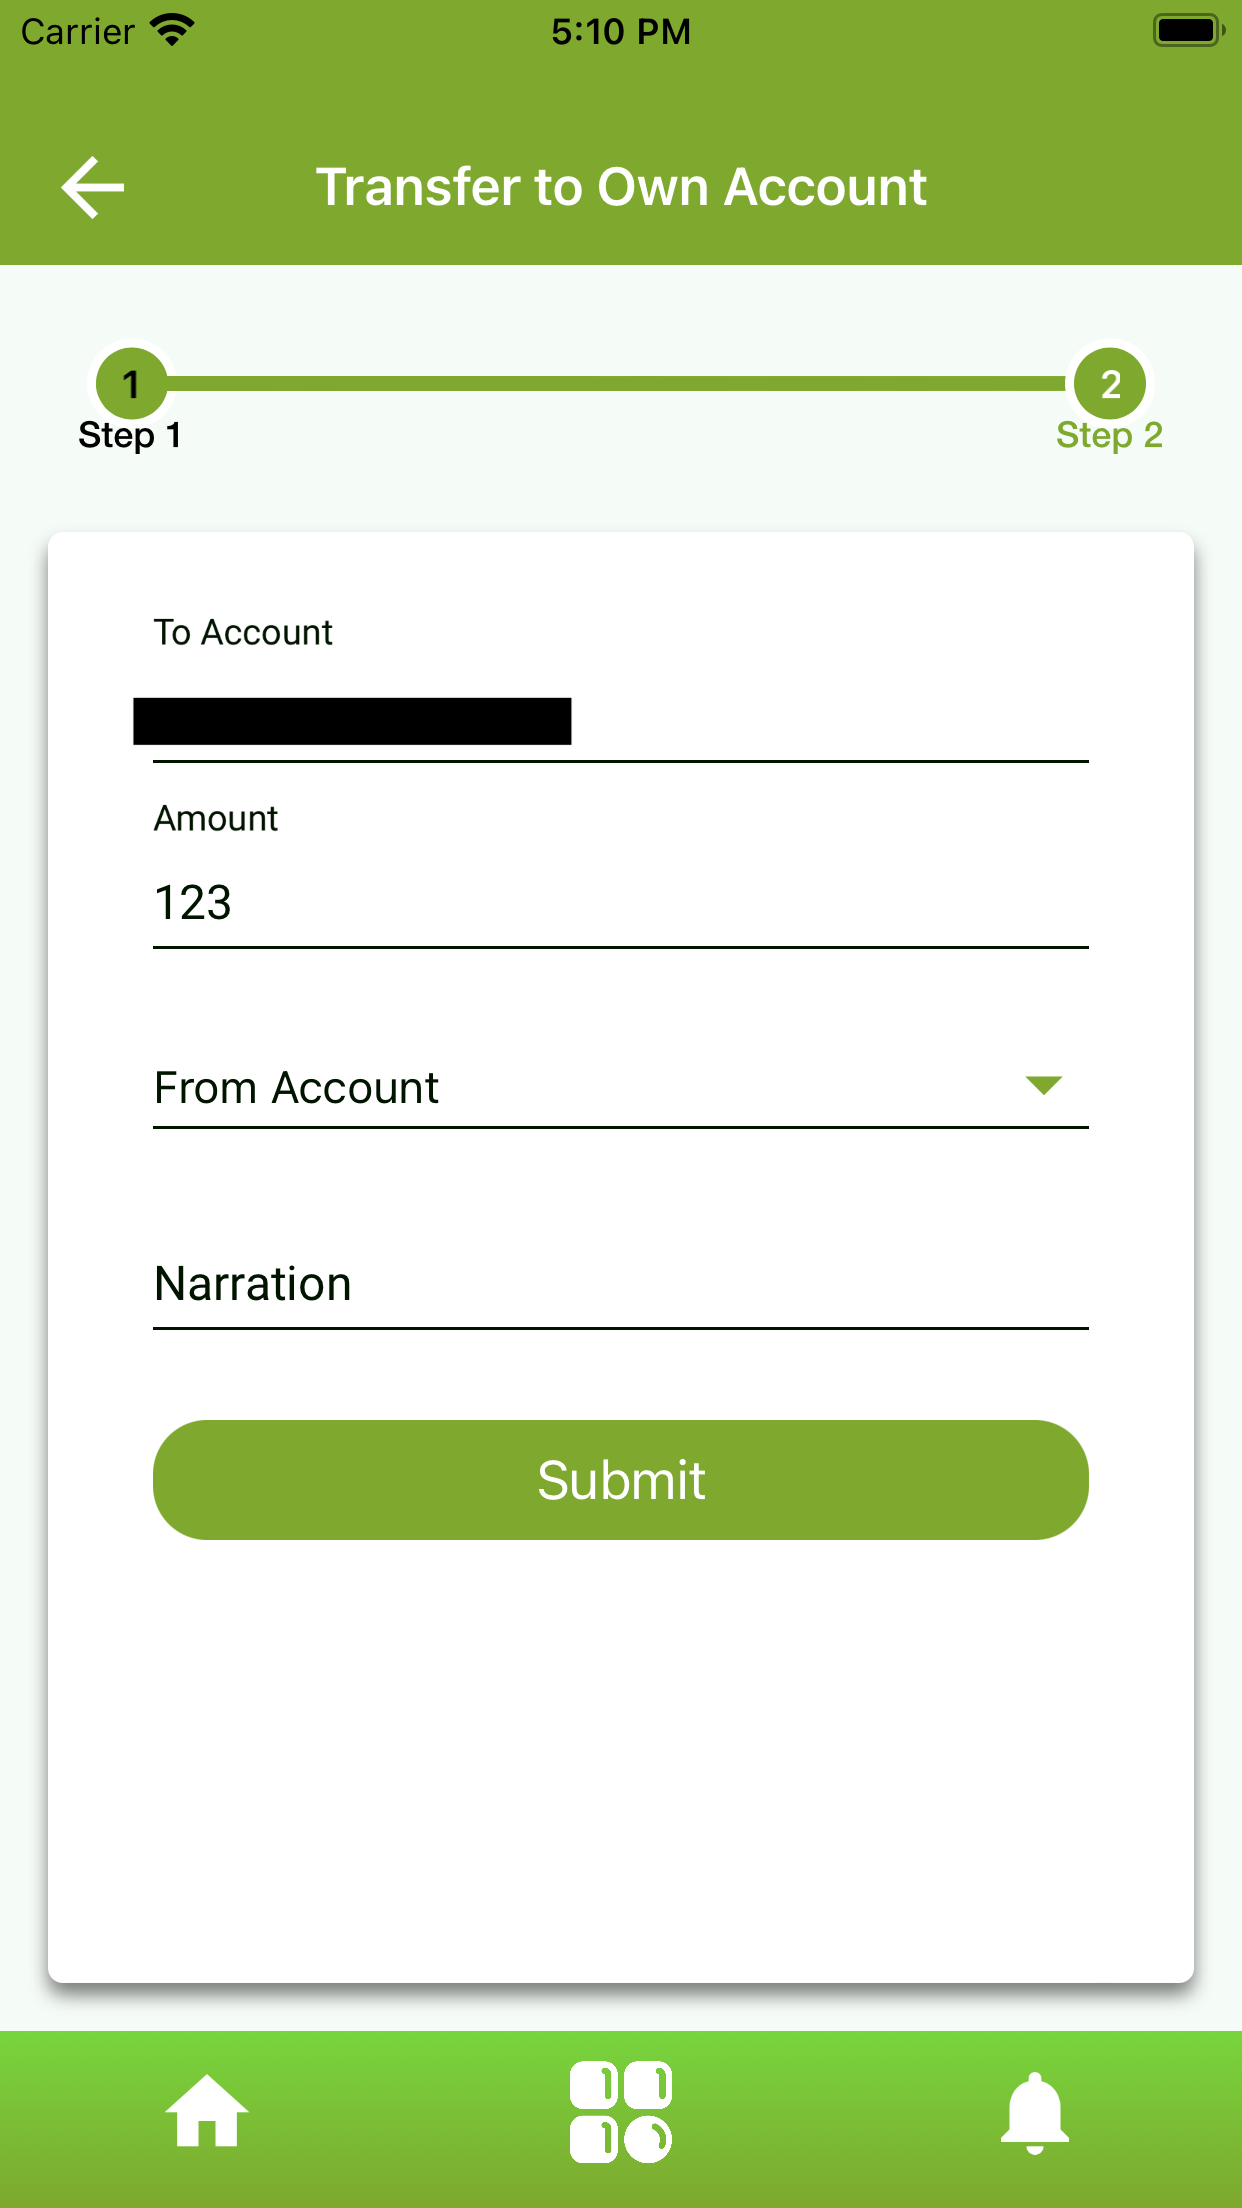 Carrier
5:10 PM
Transfer to Own Account
1
2
Step 1
Step 2
To Account
Amount
123
From Account
Narration
Submit